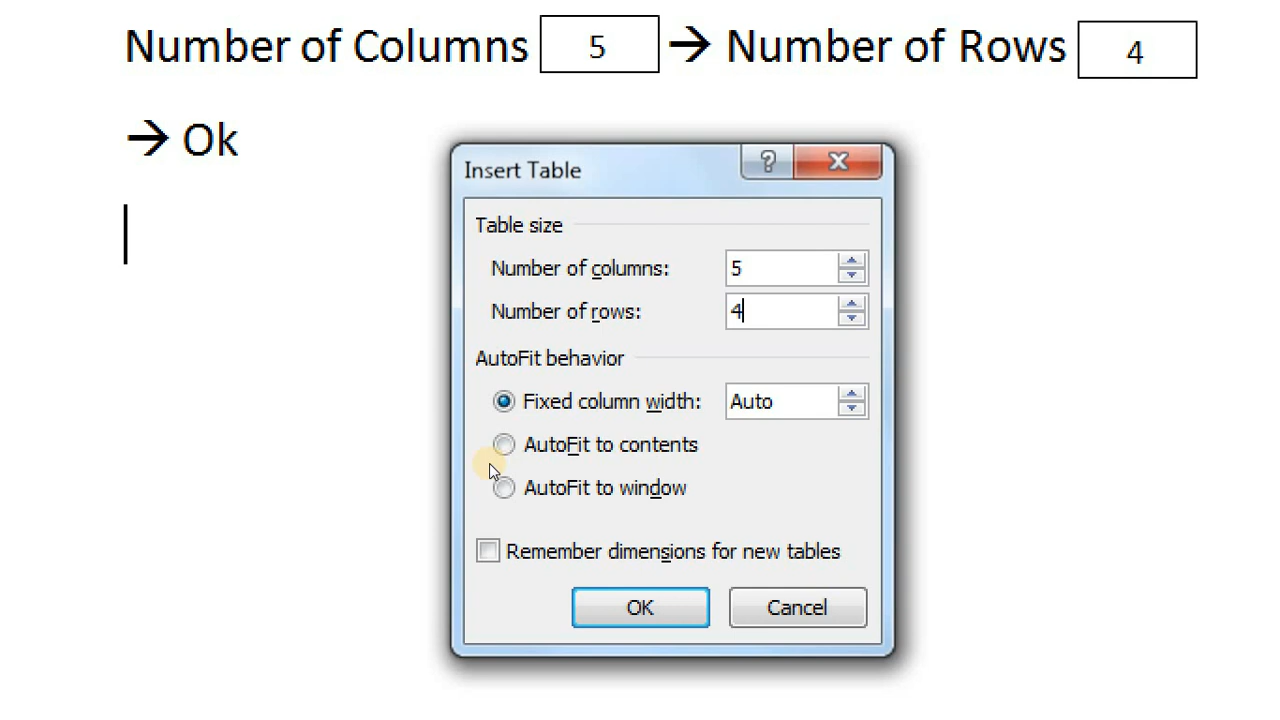 Number of Columns 5 → Number of Rows 4
→ Ok
Insert Table
Table size
Number of columns: 5
Number of rows: 4
AutoFit behavior
Fixed column width: Auto
AutoFit to contents
AutoFit to window
Remember dimensions for new tables
OK Cancel